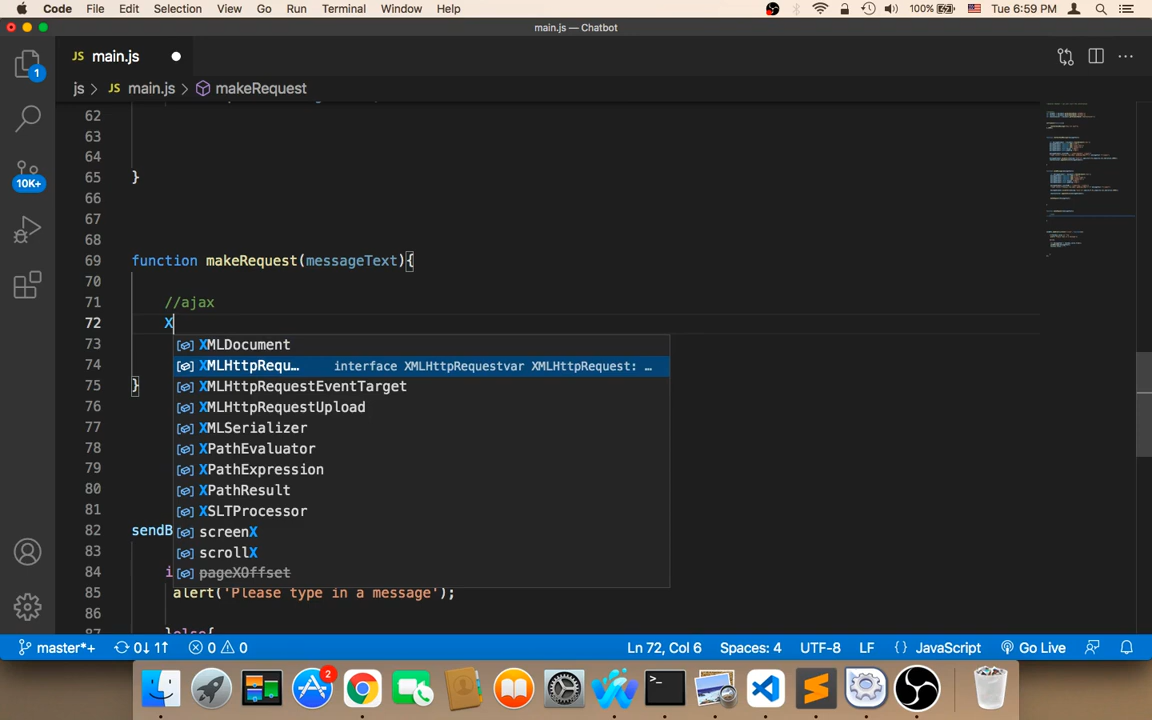 Code File Edit Selection View Go Run Terminal Window Help 100% Tue 6:59 PM
main.js — Chatbot
JS main.js
js > JS main.js > makeRequest
1
10K+
62
63
64
65 }
66
67
68
69 function makeRequest(messageText){
70
71 //ajax
72 X
73 XMLDocument
74 XMLHttpRequ... interface XMLHttpRequestvar XMLHttpRequest: ...
75 } XMLHttpRequestEventTarget
76 XMLHttpRequestUpload
77 XMLSerializer
78 XPathEvaluator
79 XPathExpression
80 XPathResult
81 XSLTProcessor
82 sendB screenX
83 scrollX
84 i pageXOffset
85 alert('Please type in a message');
86
87 }else{
master*+ 0↓ 1↑ 0 0 Ln 72, Col 6 Spaces: 4 UTF-8 LF {} JavaScript Go Live
2